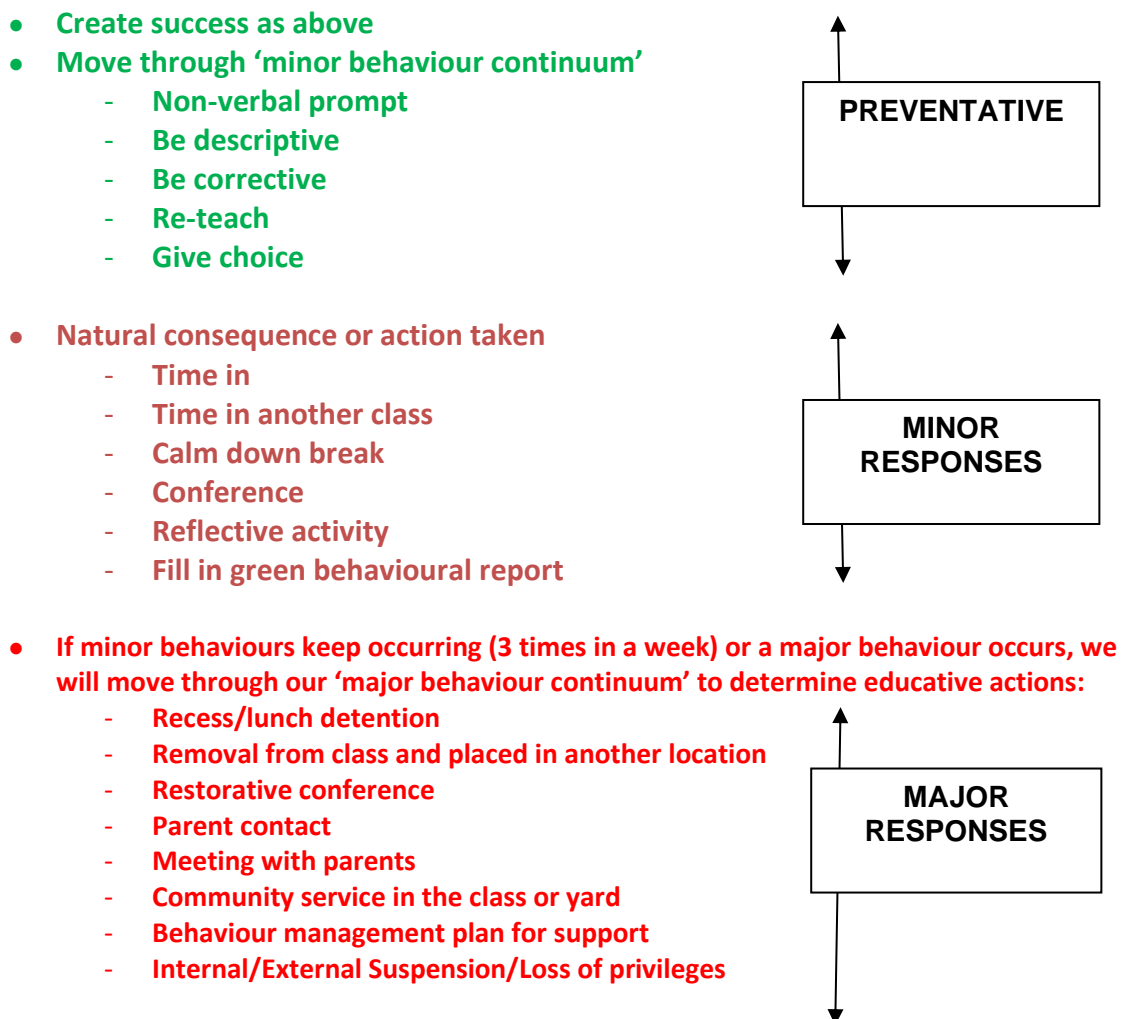 ● Create success as above
● Move through ‘minor behaviour continuum’
- Non-verbal prompt
- Be descriptive
- Be corrective
- Re-teach
- Give choice
PREVENTATIVE
● Natural consequence or action taken
- Time in
- Time in another class
- Calm down break
- Conference
- Reflective activity
- Fill in green behavioural report
MINOR
RESPONSES
● If minor behaviours keep occurring (3 times in a week) or a major behaviour occurs, we
will move through our ‘major behaviour continuum’ to determine educative actions:
- Recess/lunch detention
- Removal from class and placed in another location
- Restorative conference
- Parent contact
- Meeting with parents
- Community service in the class or yard
- Behaviour management plan for support
- Internal/External Suspension/Loss of privileges
MAJOR
RESPONSES